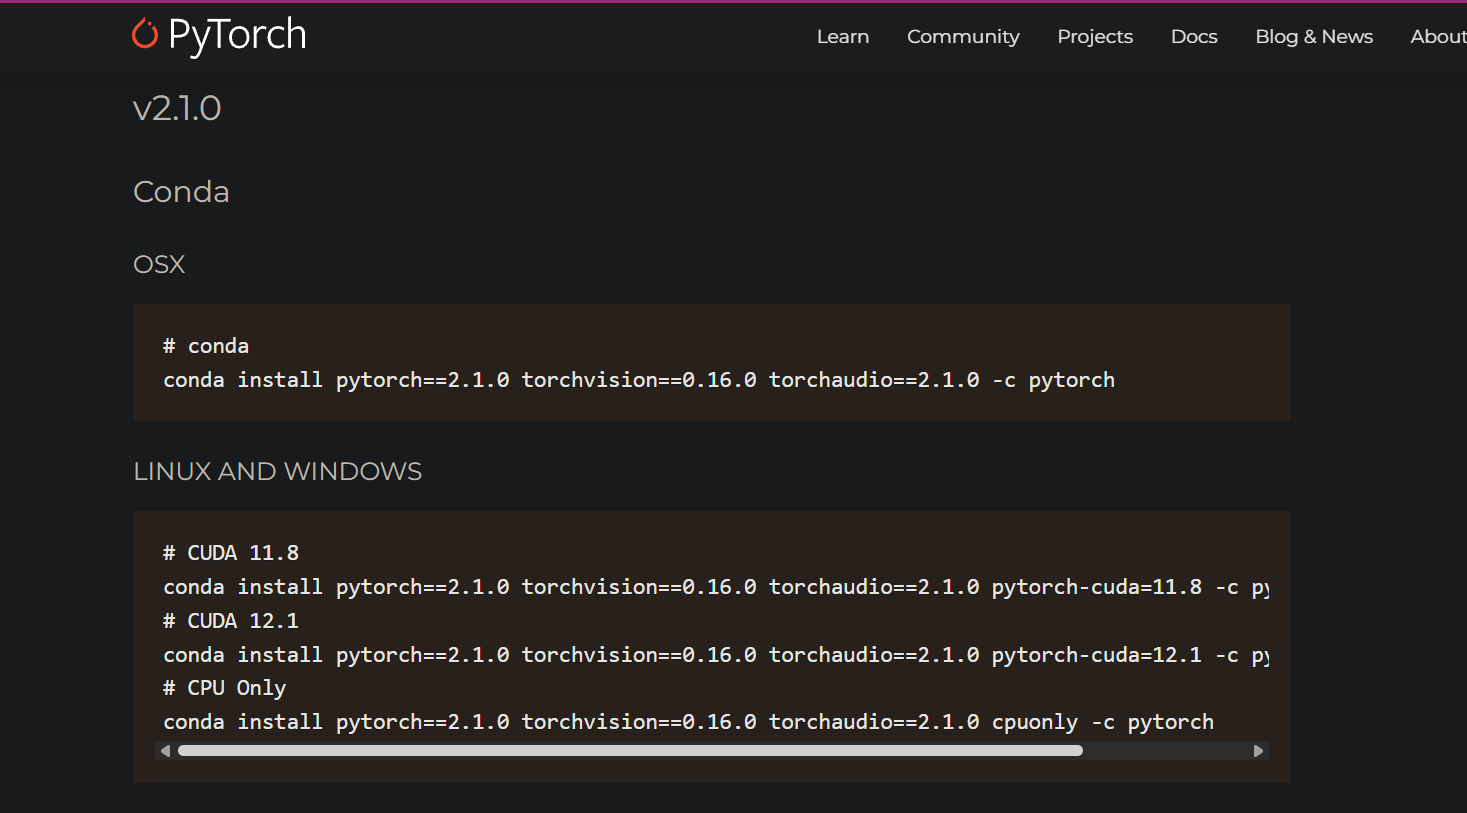 PyTorch
Learn Community Projects Docs Blog & News About
v2.1.0
Conda
OSX
# conda
conda install pytorch==2.1.0 torchvision==0.16.0 torchaudio==2.1.0 -c pytorch
LINUX AND WINDOWS
# CUDA 11.8
conda install pytorch==2.1.0 torchvision==0.16.0 torchaudio==2.1.0 pytorch-cuda=11.8 -c py
# CUDA 12.1
conda install pytorch==2.1.0 torchvision==0.16.0 torchaudio==2.1.0 pytorch-cuda=12.1 -c py
# CPU Only
conda install pytorch==2.1.0 torchvision==0.16.0 torchaudio==2.1.0 cpuonly -c pytorch